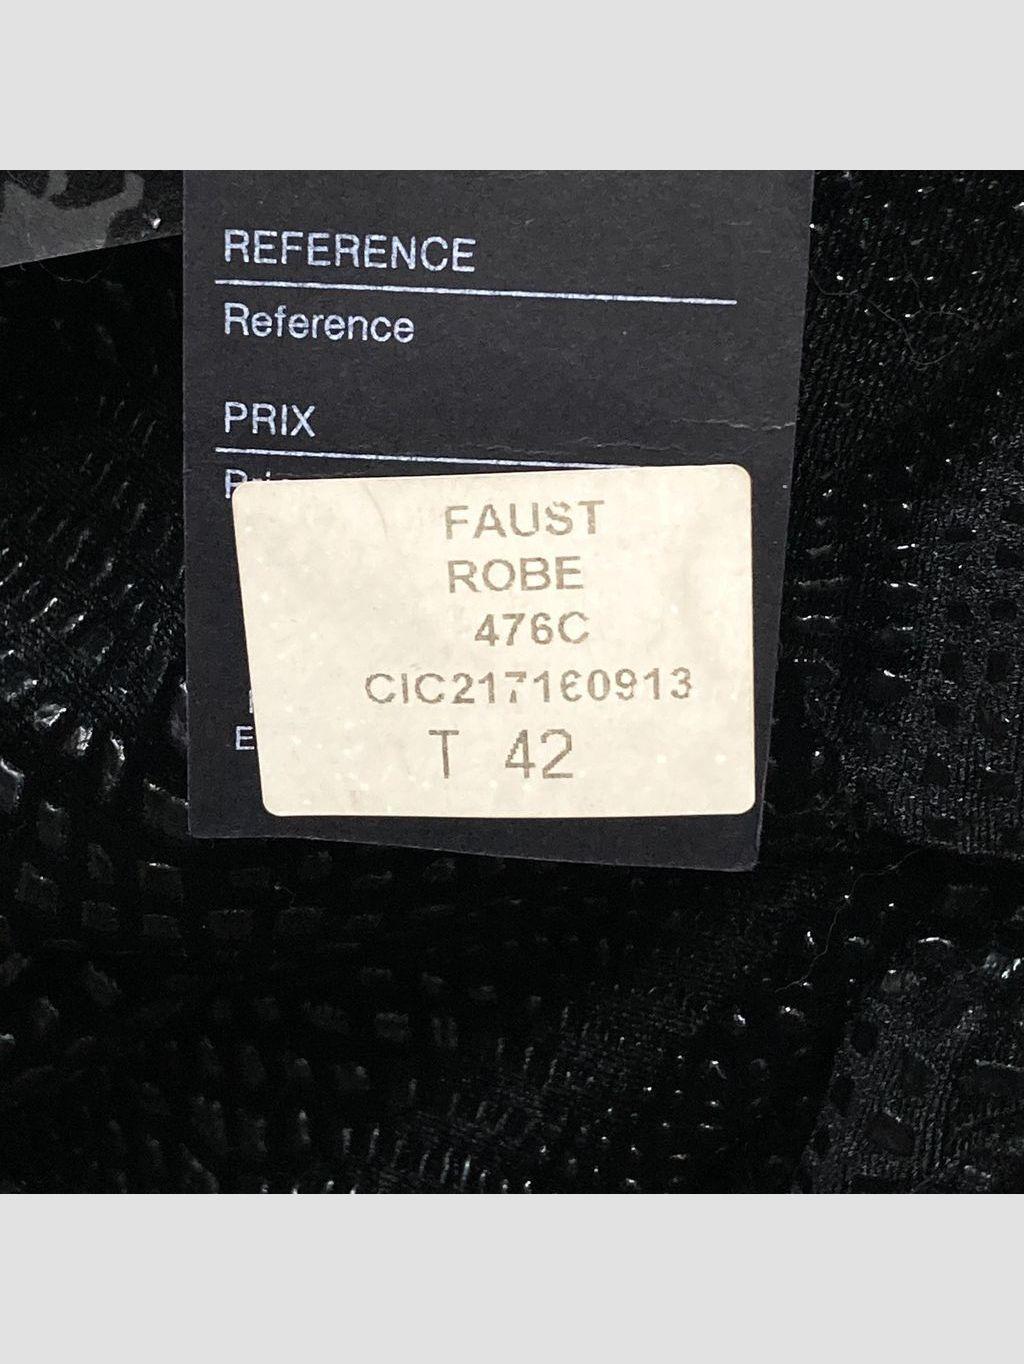 REFERENCE
Reference
PRIX
FAUST
ROBE
476C
CIC217160913
T 42